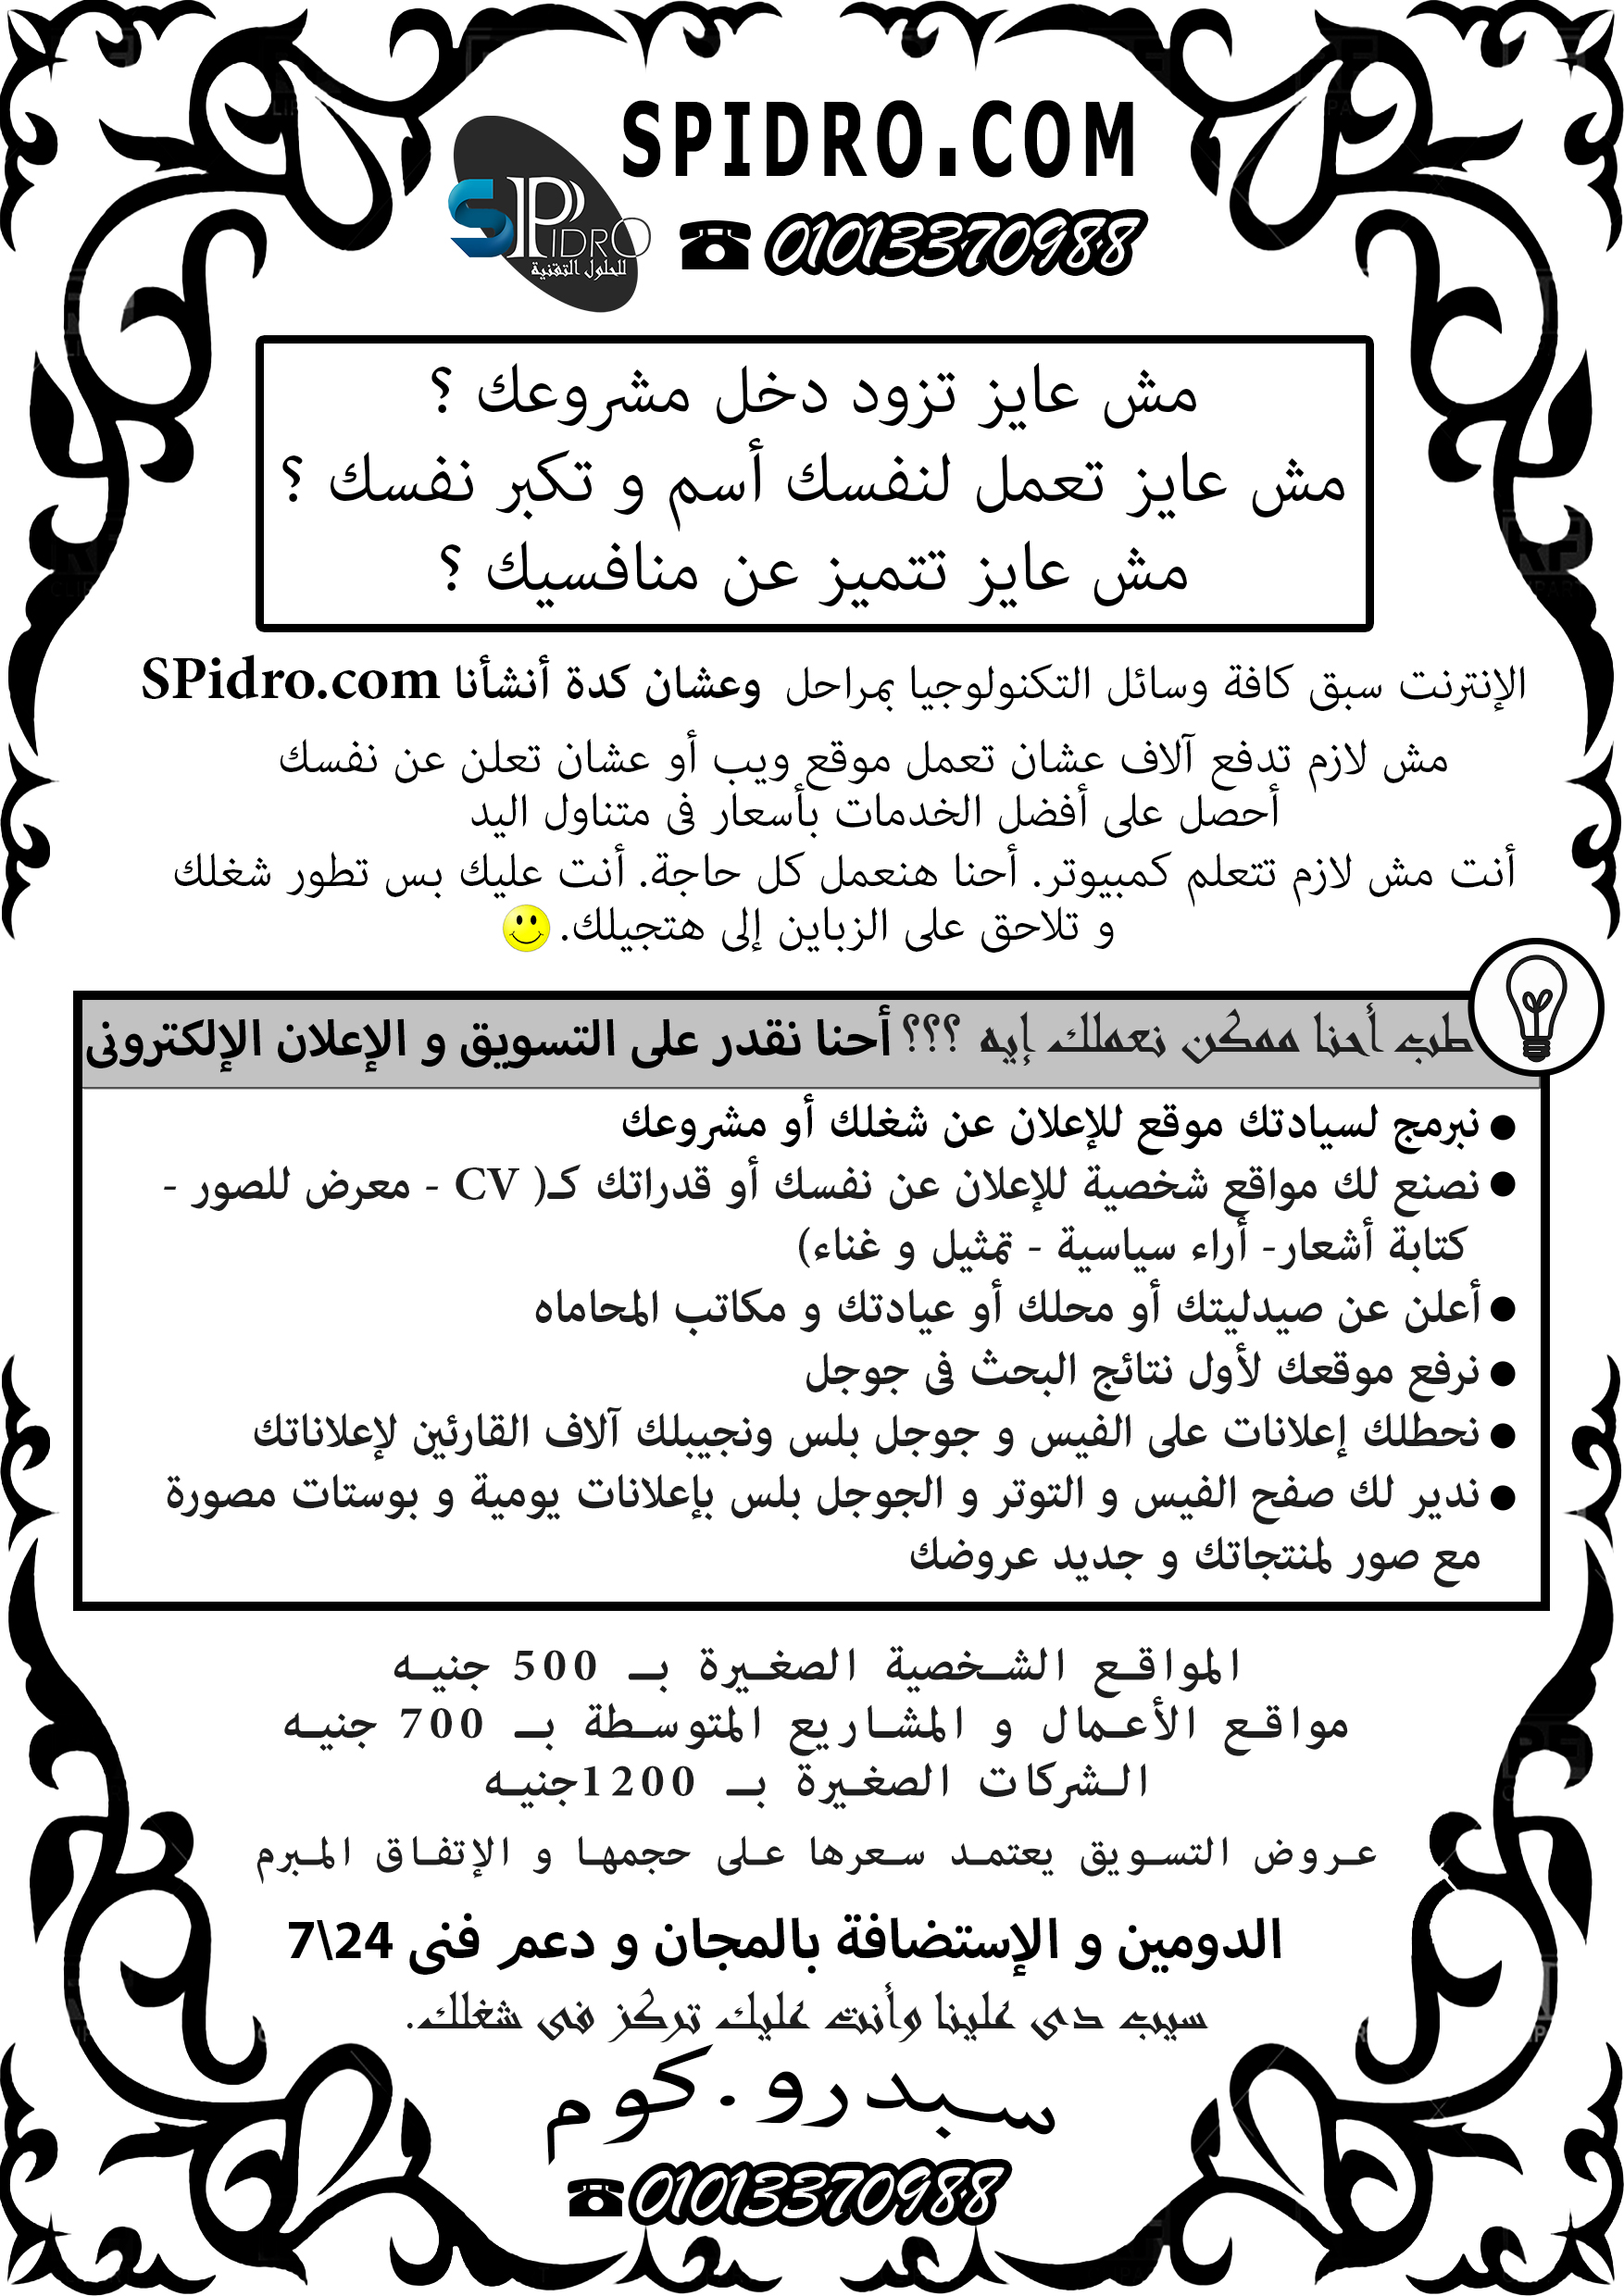 SPIDRO.COM
SPIDRO
للحلول التقنية
01013370988
مش عايز تزود دخل مشروعك ؟
مش عايز تعمل لنفسك أسم و تكبر نفسك ؟
مش عايز تتميز عن منافسيك ؟
الإنترنت سبق كافة وسائل التكنولوجيا بمراحل وعشان كدة أنشأنا SPidro.com
مش لازم تدفع آلاف عشان تعمل موقع ويب أو عشان تعلن عن نفسك
أحصل على أفضل الخدمات بأسعار فى متناول اليد
أنت مش لازم تتعلم كمبيوتر. أحنا هنعمل كل حاجة. أنت عليك بس تطور شغلك
و تلاحق على الزباين إلى هتجيلك.
طب أحنا ممكن نعملك إيه ؟؟؟ أحنا نقدر على التسويق و الإعلان الإلكترونى
● نبرمج لسيادتك موقع للإعلان عن شغلك أو مشروعك
● نصنع لك مواقع شخصية للإعلان عن نفسك أو قدراتك كـ( CV - معرض للصور -
كتابة أشعار- أراء سياسية - تمثيل و غناء)
● أعلن عن صيدليتك أو محلك أو عيادتك و مكاتب المحاماه
● نرفع موقعك لأول نتائج البحث فى جوجل
● نحطلك إعلانات على الفيس و جوجل بلس ونجيبلك آلاف القارئين لإعلاناتك
● ندير لك صفح الفيس و التوتر و الجوجل بلس بإعلانات يومية و بوستات مصورة
مع صور لمنتجاتك و جديد عروضك
المواقع الشخصية الصغيرة بـ 500 جنيه
مواقع الأعمال و المشاريع المتوسطة بـ 700 جنيه
الشركات الصغيرة بـ 1200جنيه
عروض التسويق يعتمد سعرها على حجمها و الإتفاق المبرم
الدومين و الإستضافة بالمجان و دعم فنى 24\7
سيب دى علينا وأنت عليك تركز فى شغلك.
سبدرو.كوم
01013370988